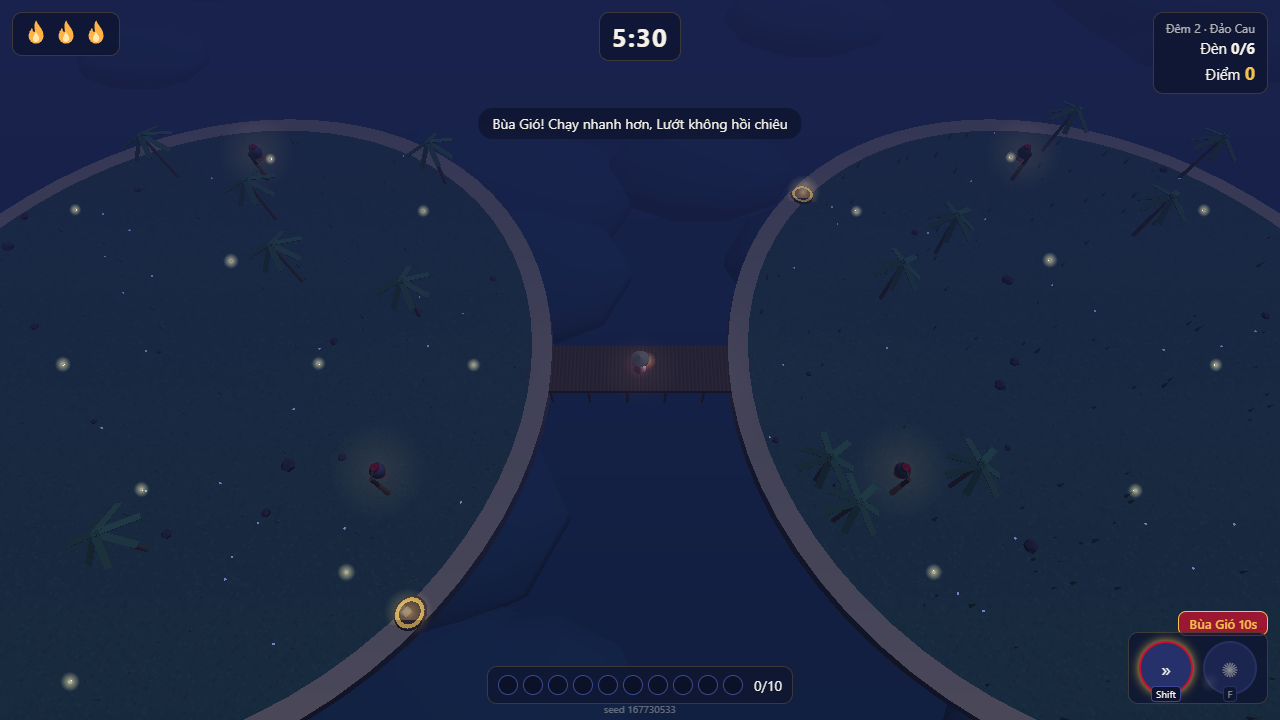 5:30
Đêm 2 · Đảo Cau
Đèn 0/6
Điểm 0
Bùa Gió! Chạy nhanh hơn, Lướt không hồi chiêu
Bùa Gió 10s
»
Shift
F
0/10
seed 167730533